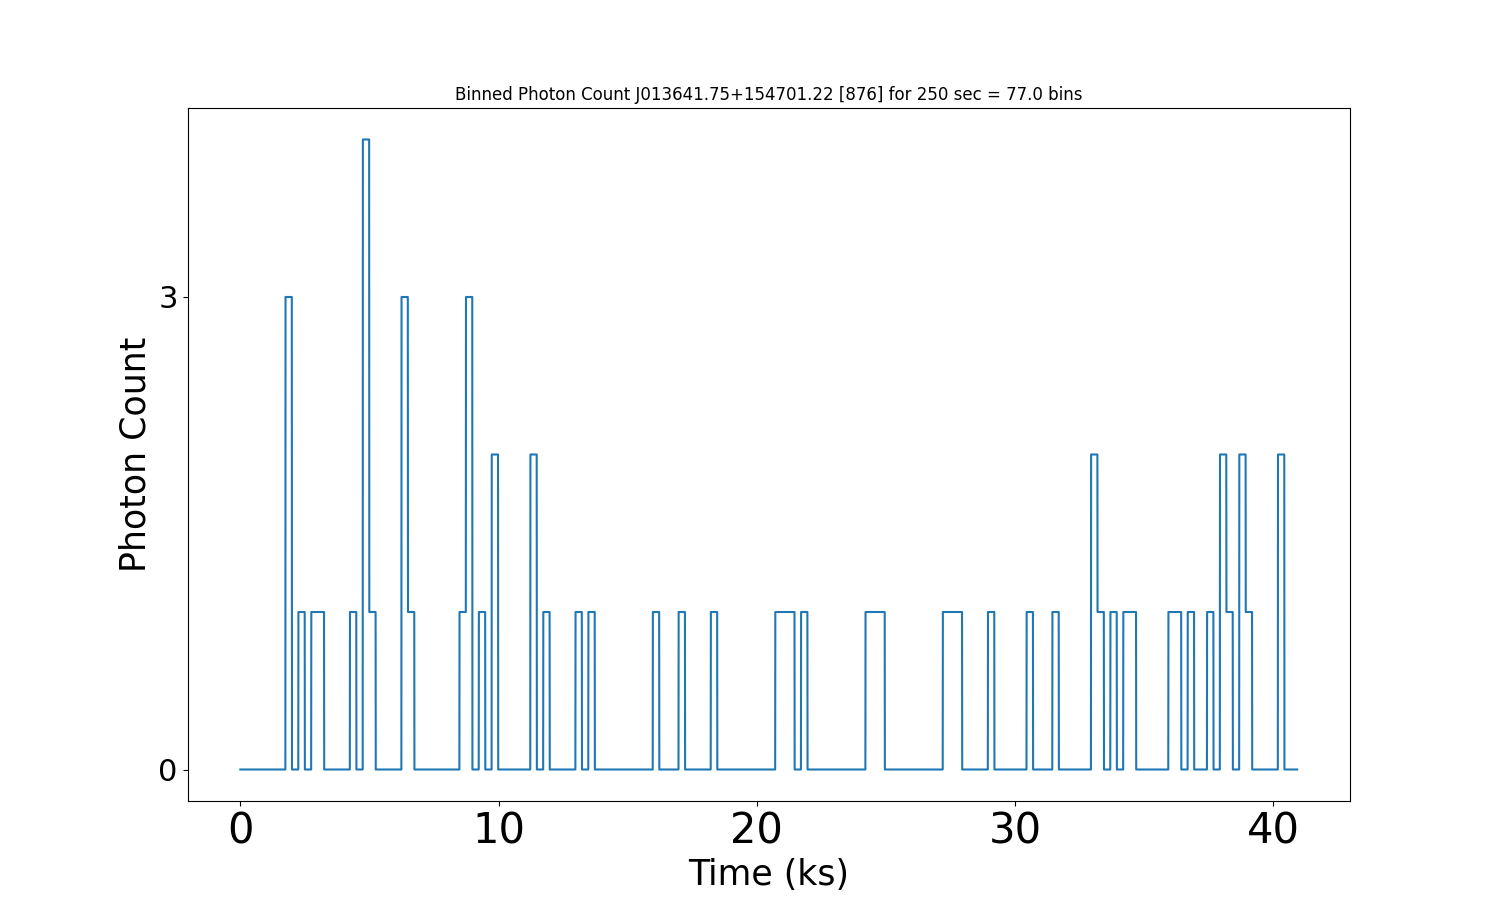 Binned Photon Count J013641.75+154701.22 [876] for 250 sec = 77.0 bins
3
Photon Count
0
0 10 20 30 40
Time (ks)